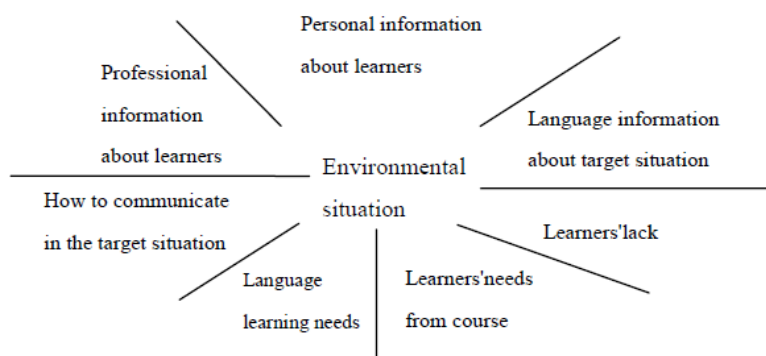 Personal information
about learners
Professional
information
about learners
Language information
about target situation
Environmental
situation
How to communicate
in the target situation
Learners'lack
Language
learning needs
Learners'needs
from course